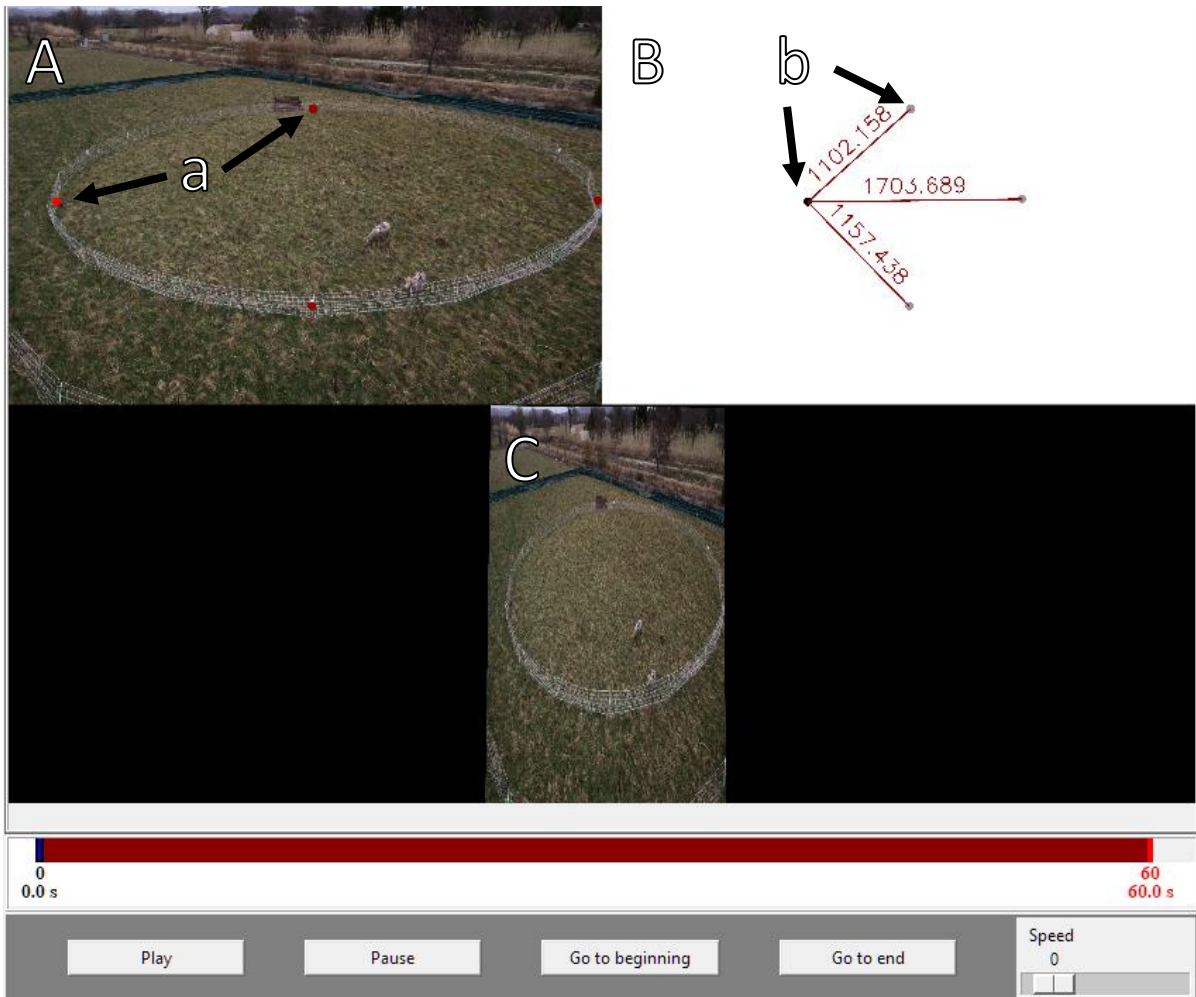 A
a
B
b
1102.158
1703.689
1157.438
C
0
0.0 s
60
60.0 s
Play
Pause
Go to beginning
Go to end
Speed
0